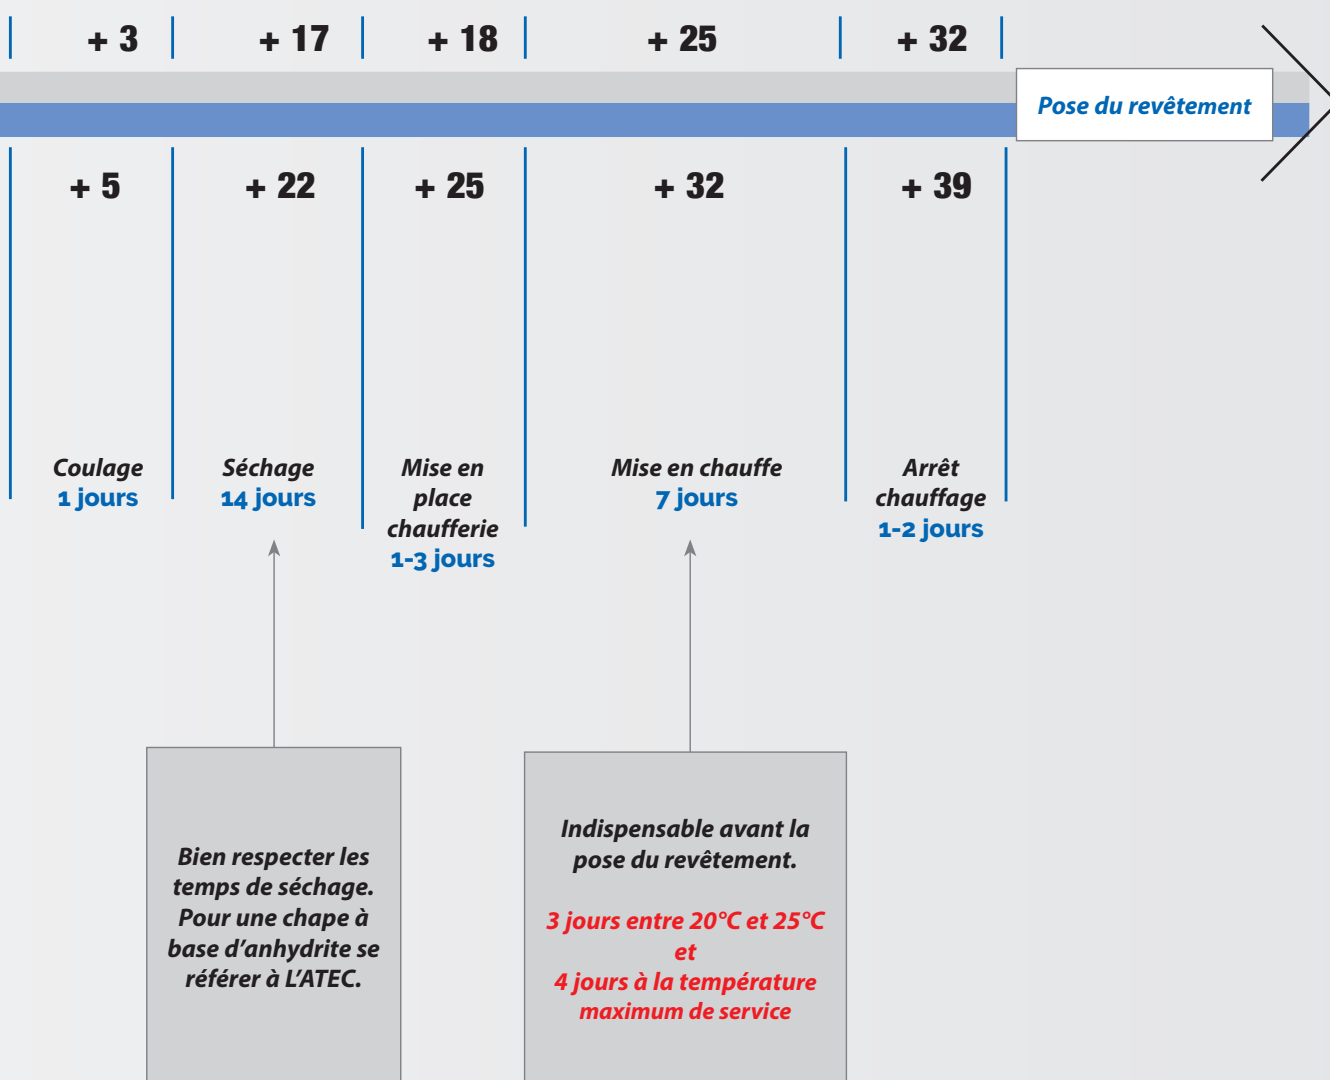 + 3
+ 17
+ 18
+ 25
+ 32
Pose du revêtement
+ 5
+ 22
+ 25
+ 32
+ 39
Coulage
1 jours
Séchage
14 jours
Mise en
place
chaufferie
1-3 jours
Mise en chauffe
7 jours
Arrêt
chauffage
1-2 jours
Bien respecter les
temps de séchage.
Pour une chape à
base d'anhydrite se
référer à L'ATEC.
Indispensable avant la
pose du revêtement.
3 jours entre 20°C et 25°C
et
4 jours à la température
maximum de service